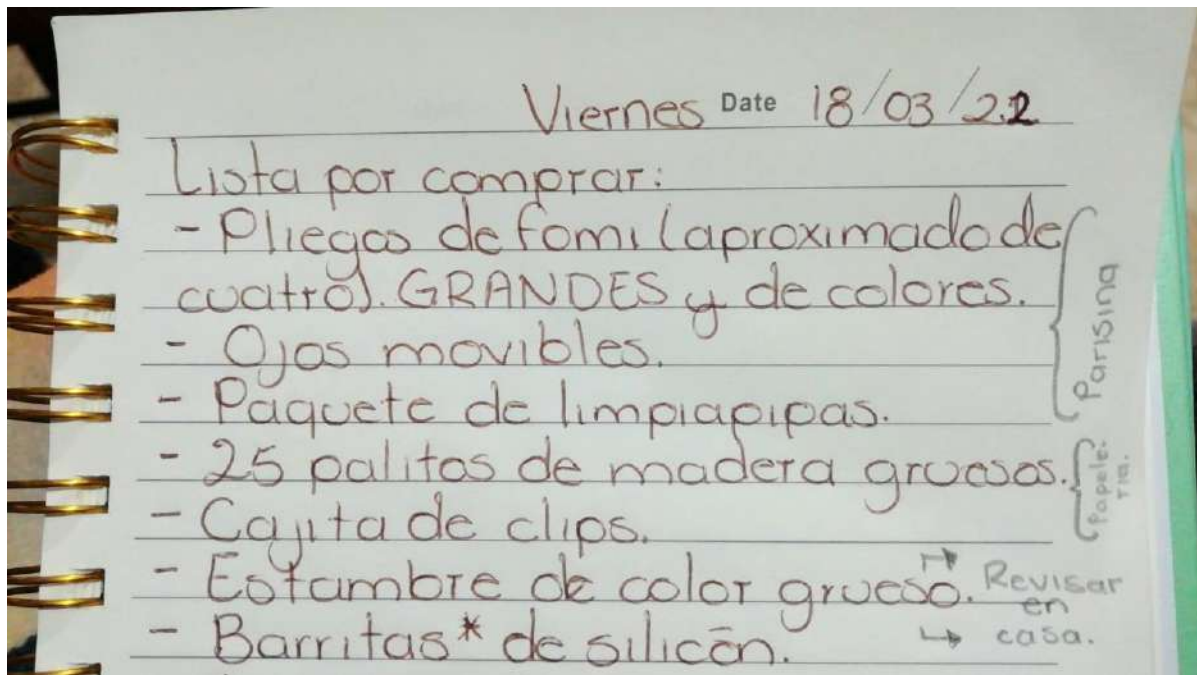 Viernes Date 18/03/22
Lista por comprar:
- Pliegos de fomi (aproximado de
cuatro). GRANDES y de colores.
- Ojos movibles.
- Paquete de limpiapipas.
Parisina
- 25 palitos de madera gruesos.
- Cajita de clips.
Papele-
ria.
- Estambre de color grueso.
- Barritas* de silicón.
Revisar
en
casa.